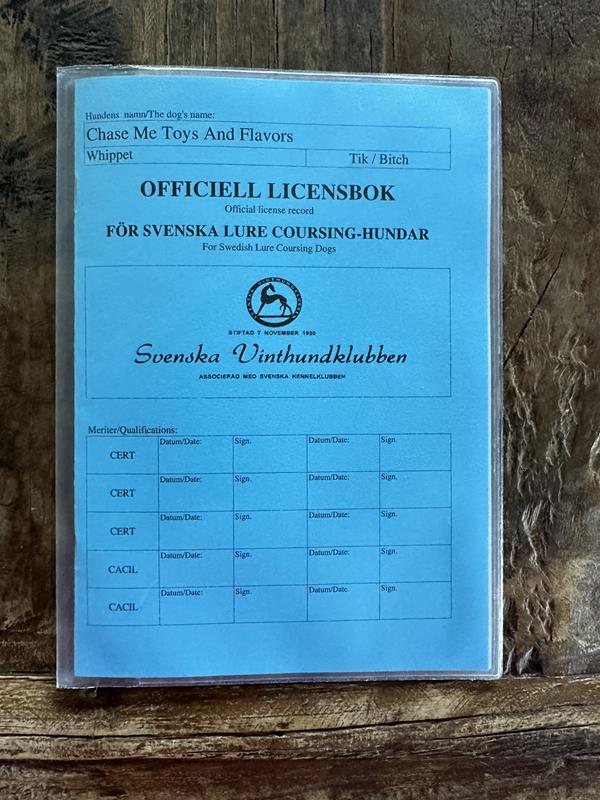 Hundens namn/The dog's name:
Chase Me Toys And Flavors
Whippet Tik / Bitch
OFFICIELL LICENSBOK
Official license record
FÖR SVENSKA LURE COURSING-HUNDAR
For Swedish Lure Coursing Dogs
SVENSKA VINTHUNDKLUBBEN
STIFTAD 7 NOVEMBER 1950
Svenska Vinthundklubben
ASSOCIERAD MED SVENSKA KENNELKLUBBEN
Meriter/Qualifications:
CERT Datum/Date: Sign. Datum/Date: Sign.
CERT Datum/Date: Sign. Datum/Date: Sign.
CERT Datum/Date: Sign. Datum/Date: Sign.
CACIL Datum/Date: Sign. Datum/Date: Sign.
CACIL Datum/Date: Sign. Datum/Date. Sign.